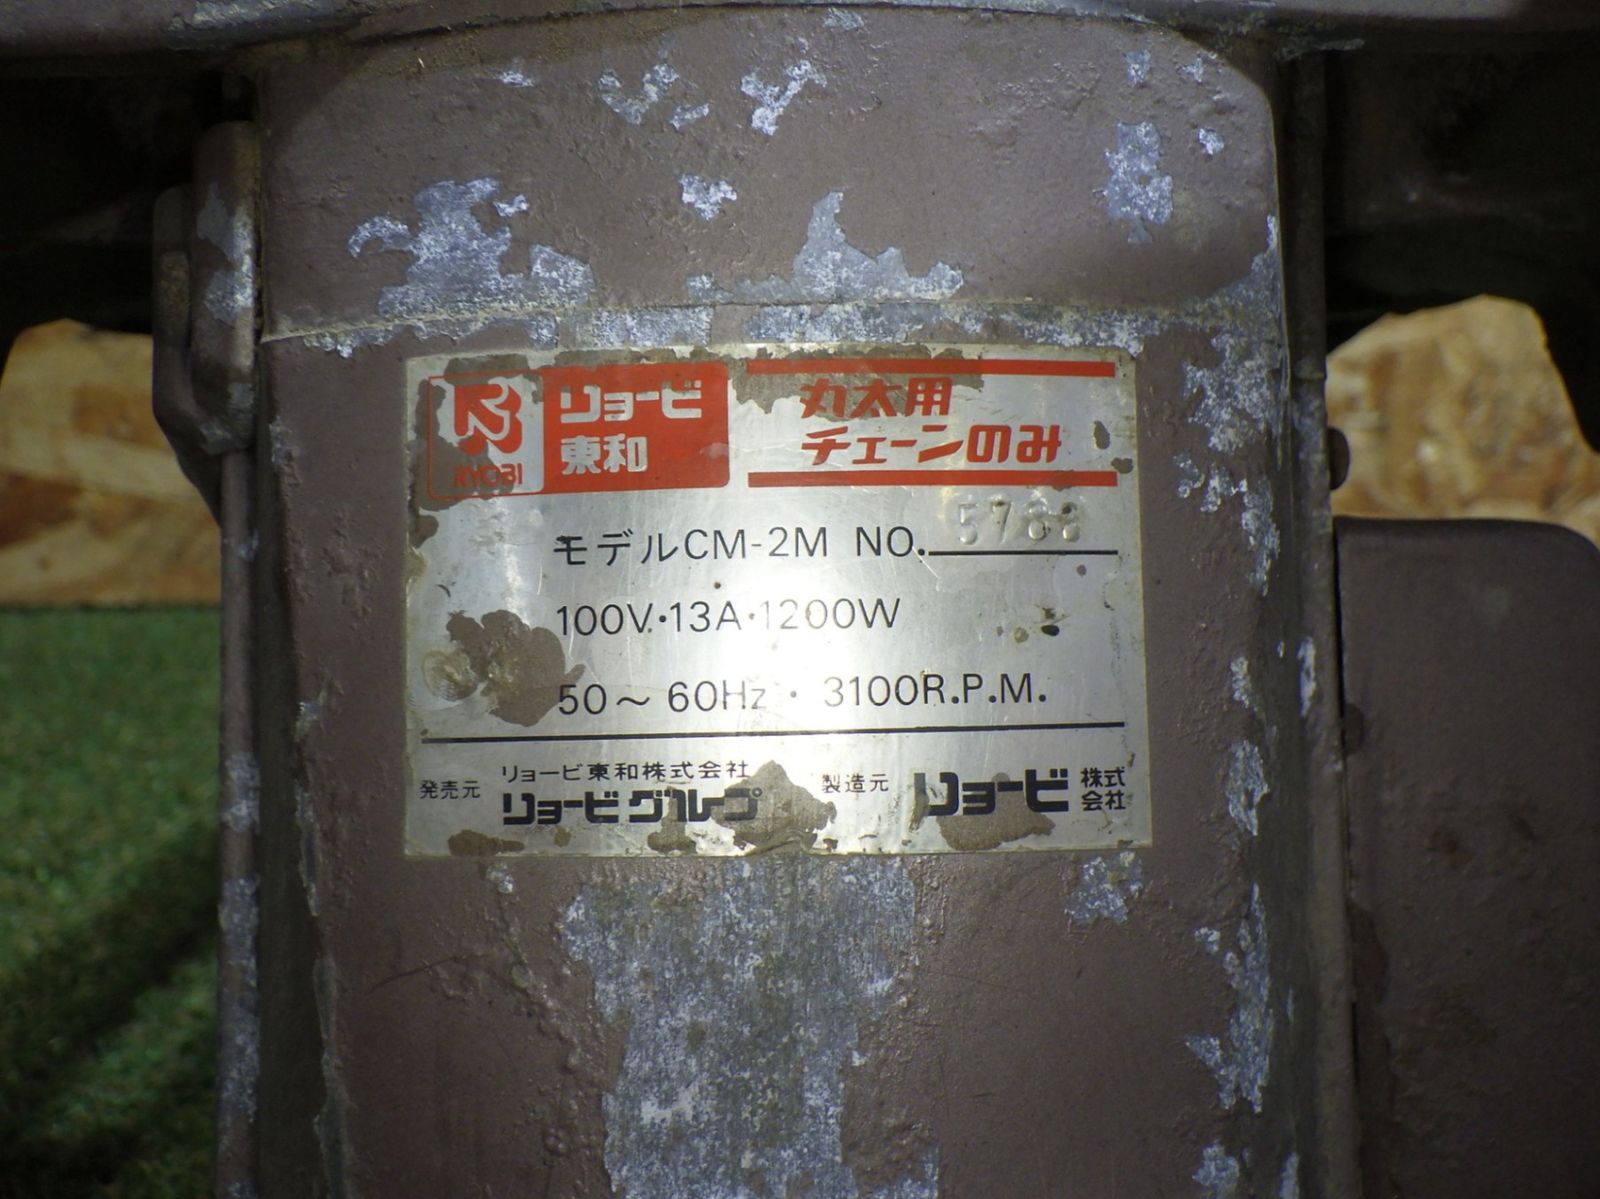 RYOBI
リョービ
東和
丸太用
チェーンのみ
モデルCM-2M NO.
100V・13A・1200W
50～60Hz・3100R.P.M.
発売元 リョービ東和株式会社
リョービグループ
製造元 リョービ株式会社